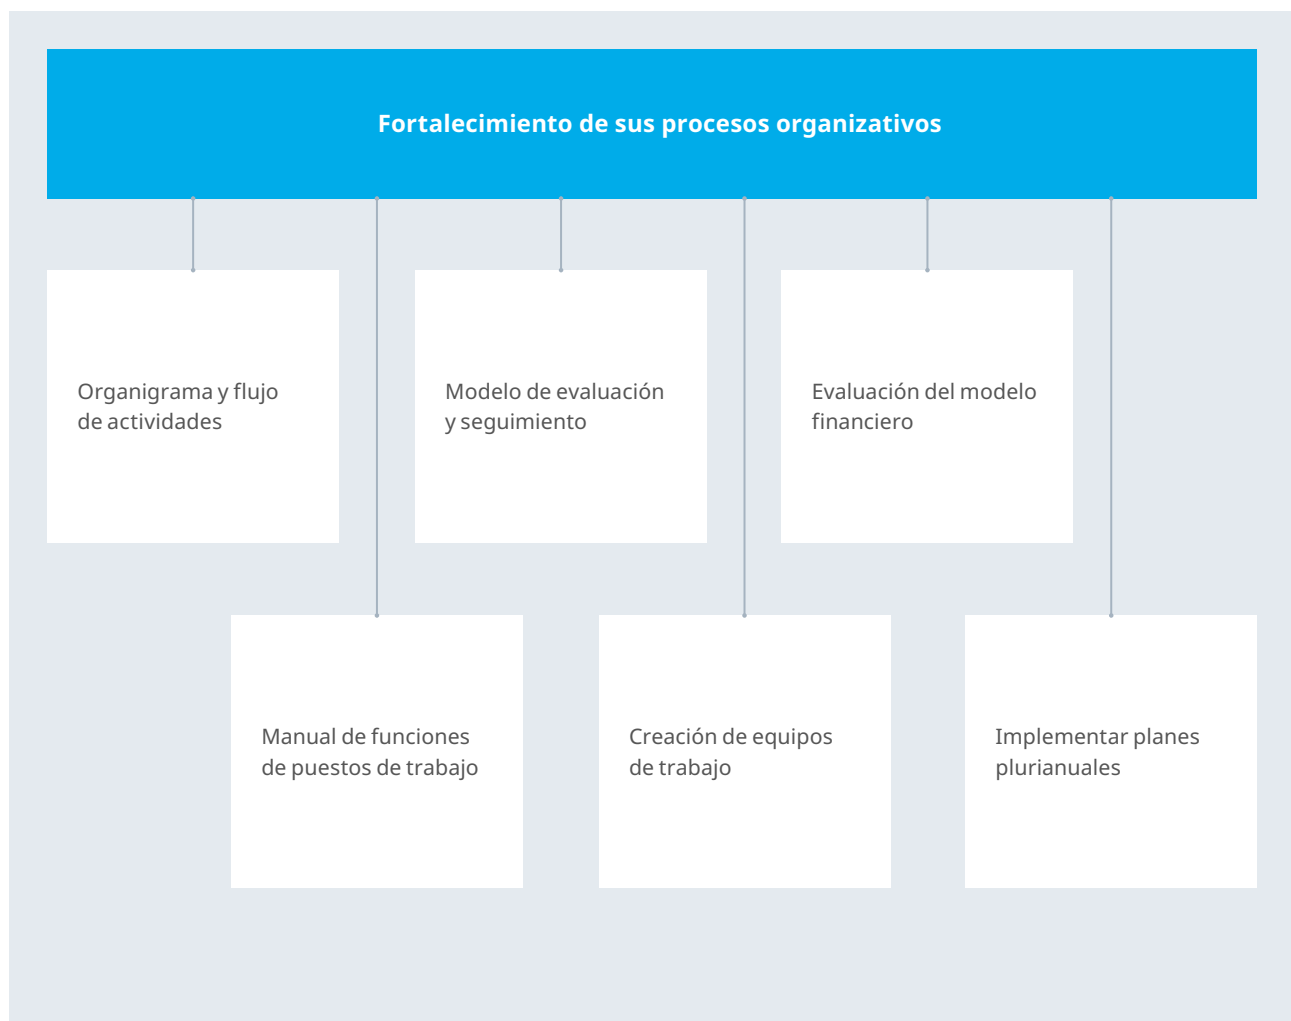 Fortalecimiento de sus procesos organizativos
Organigrama y flujo
de actividades
Modelo de evaluación
y seguimiento
Evaluación del modelo
financiero
Manual de funciones
de puestos de trabajo
Creación de equipos
de trabajo
Implementar planes
plurianuales